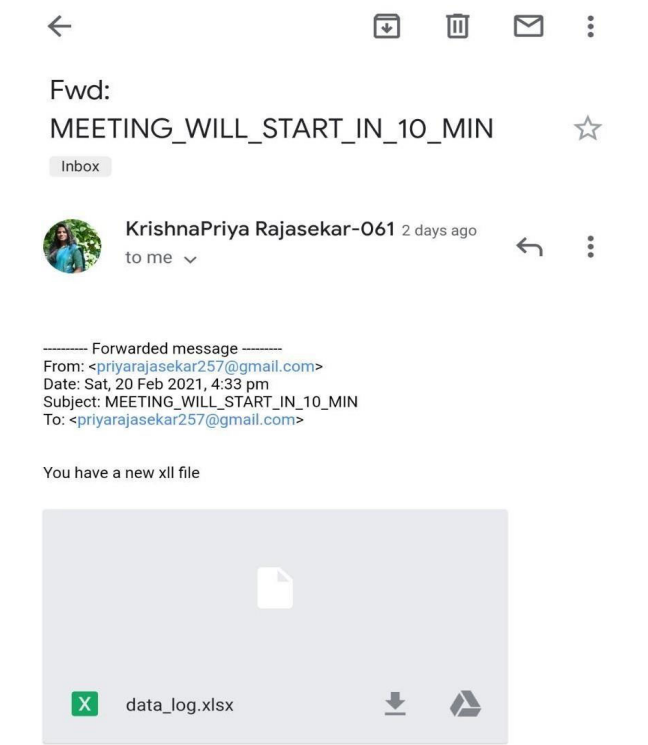 Fwd:
MEETING_WILL_START_IN_10_MIN
Inbox
KrishnaPriya Rajasekar-061 2 days ago
to me
---------- Forwarded message ---------
From: <priyarajasekar257@gmail.com>
Date: Sat, 20 Feb 2021, 4:33 pm
Subject: MEETING_WILL_START_IN_10_MIN
To: <priyarajasekar257@gmail.com>
You have a new xll file
X data_log.xlsx